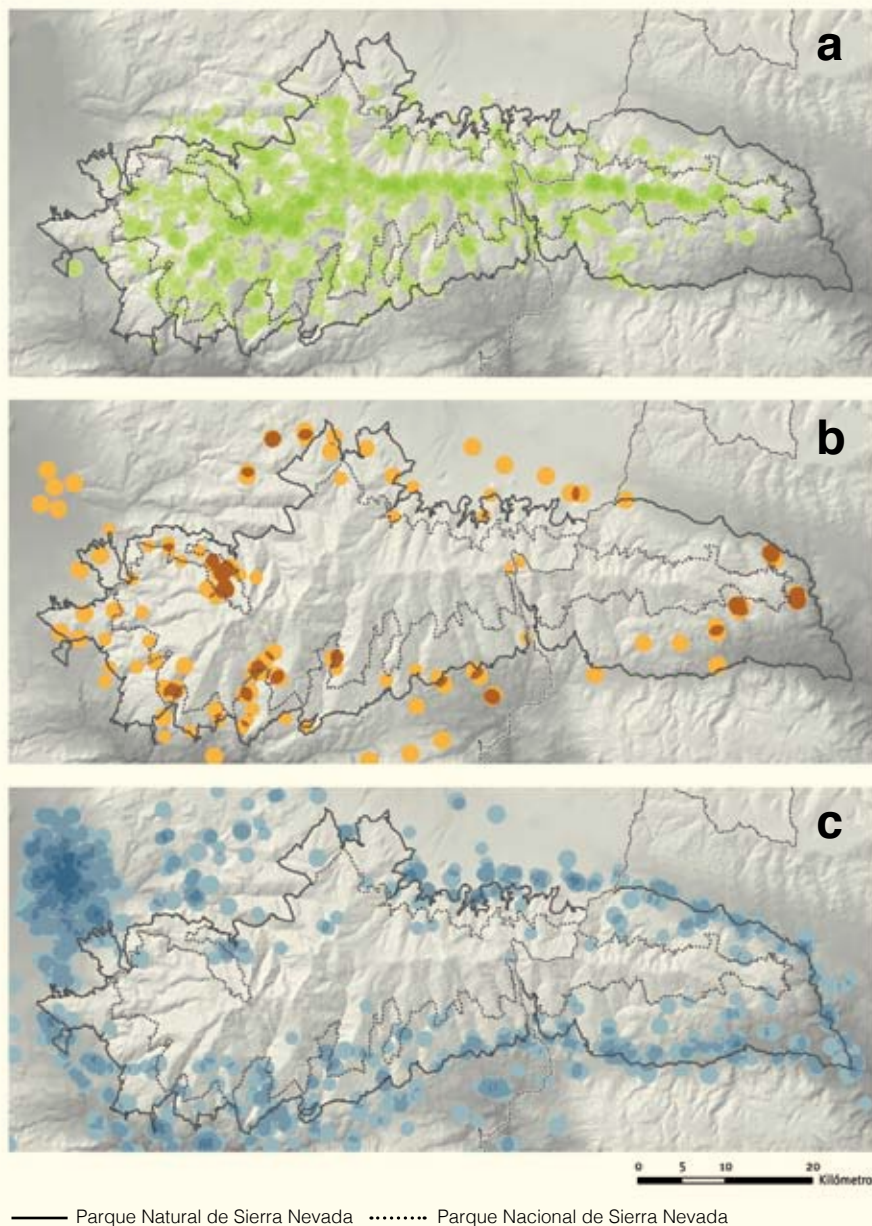 a
b
c
0 5 10 20
Kilómetro
Parque Natural de Sierra Nevada Parque Nacional de Sierra Nevada